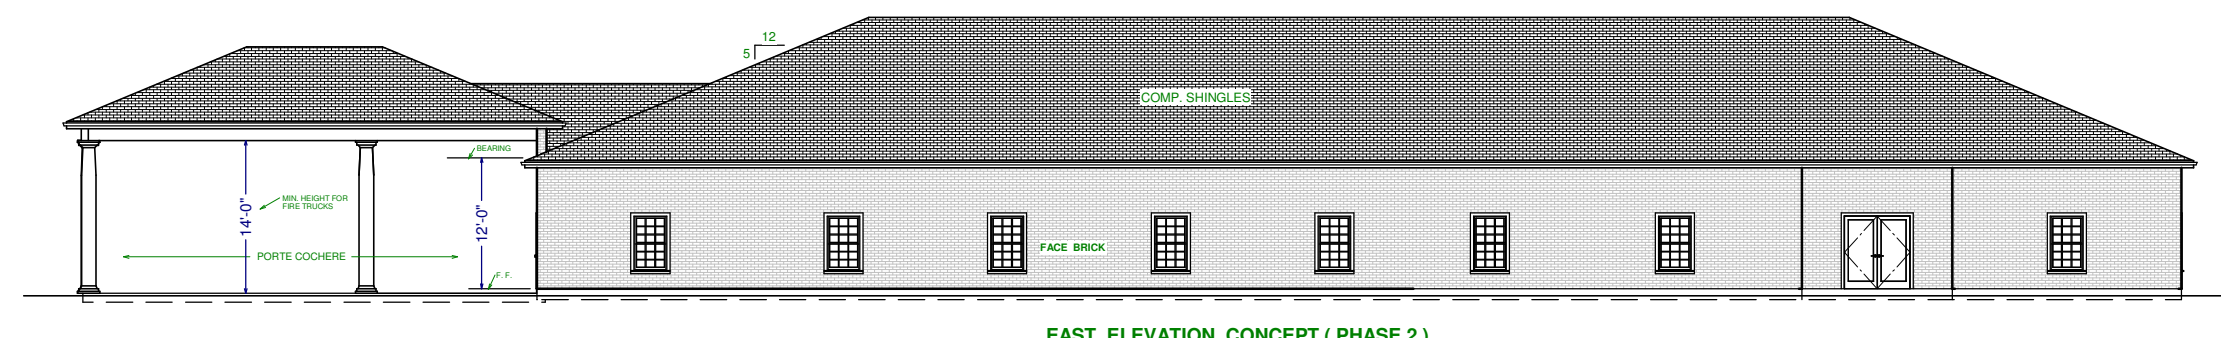 12
5
COMP. SHINGLES
BEARING
MIN. HEIGHT FOR
FIRE TRUCKS
14'-0"
12'-0"
FACE BRICK
PORTE COCHERE
F. F.
EAST ELEVATION CONCEPT ( PHASE 2 )